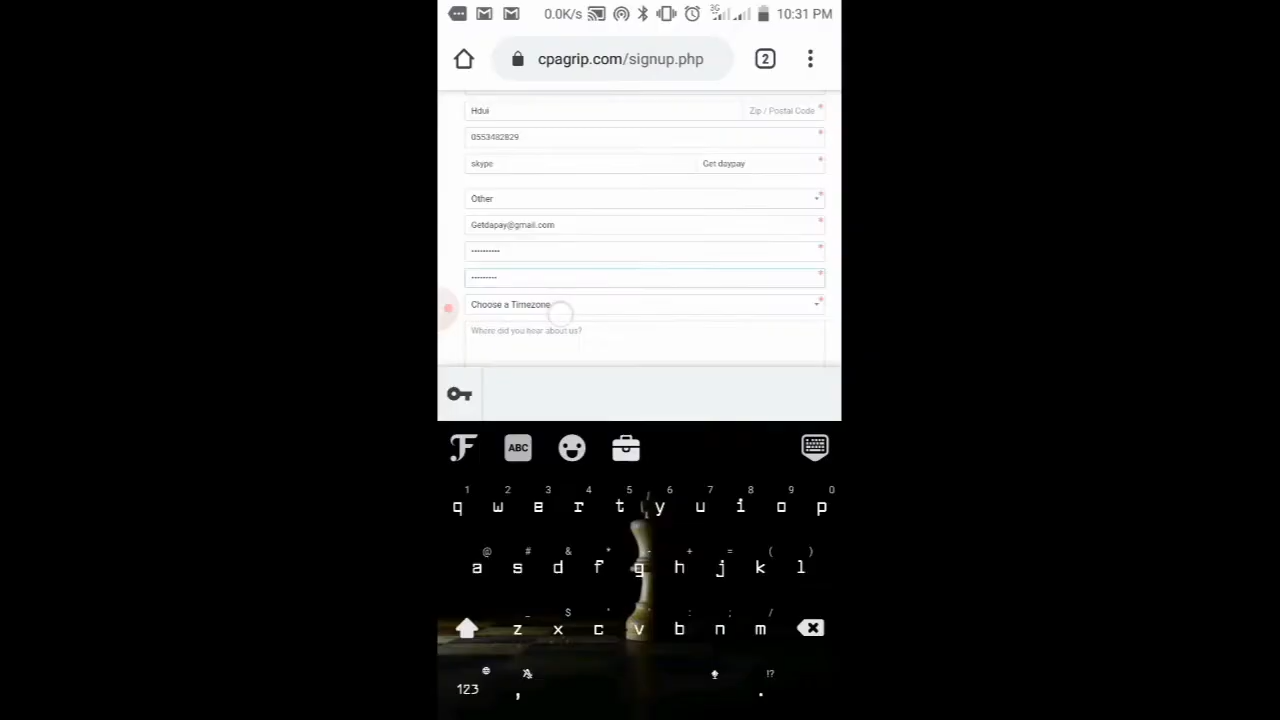 0.0K/s 3G 10:31 PM
cpagrip.com/signup.php 2
Hdui Zip / Postal Code *
0553482829 *
skype Get daypay *
Other *
Getdapay@gmail.com *
---------- *
--------- *
Choose a Timezone *
Where did you hear about us?
F ABC
1 2 3 4 5 6 7 8 9 0
q w e r t y u i o p
@ # & * - + = ( )
a s d f g h j k l
_ $ " ' : ; /
z x c v b n m
!?
123 , .